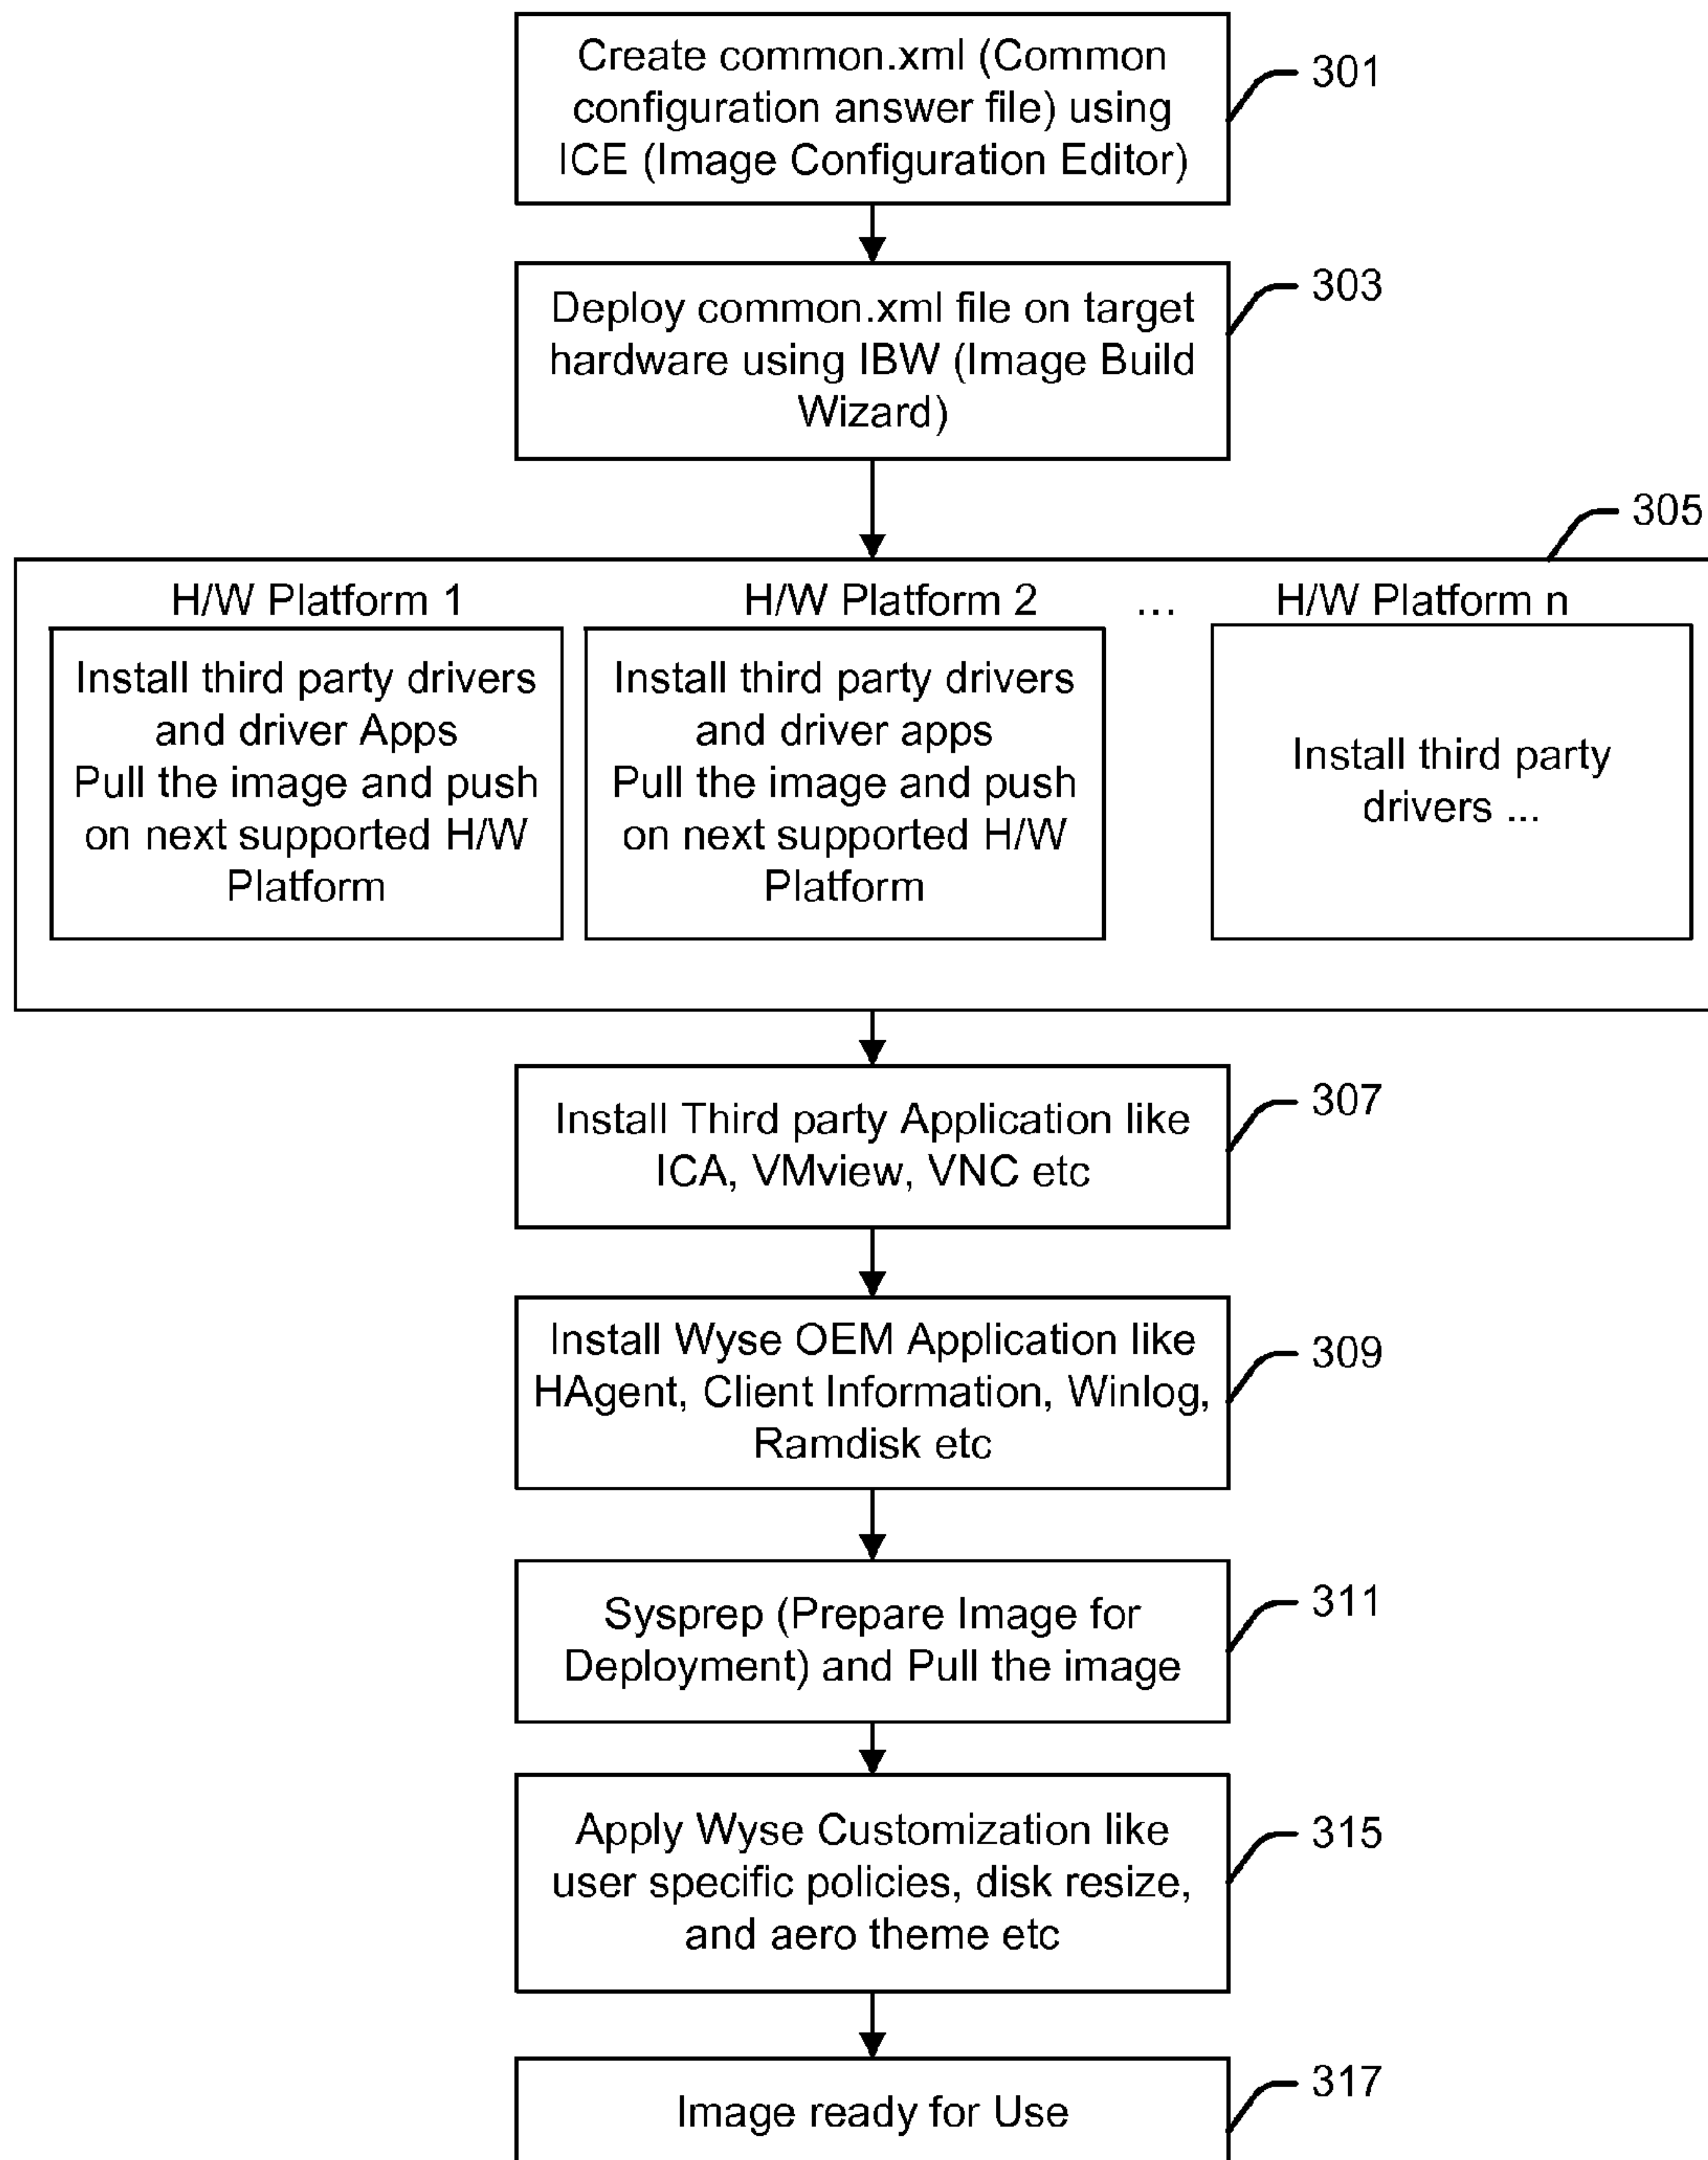 Create common.xml (Common
configuration answer file) using
ICE (Image Configuration Editor)
301
Deploy common.xml file on target
hardware using IBW (Image Build
Wizard)
303
305
H/W Platform 1
Install third party drivers
and driver Apps
Pull the image and push
on next supported H/W
Platform
H/W Platform 2
Install third party drivers
and driver apps
Pull the image and push
on next supported H/W
Platform
...
H/W Platform n
Install third party
drivers ...
Install Third party Application like
ICA, VMview, VNC etc
307
Install Wyse OEM Application like
HAgent, Client Information, Winlog,
Ramdisk etc
309
Sysprep (Prepare Image for
Deployment) and Pull the image
311
Apply Wyse Customization like
user specific policies, disk resize,
and aero theme etc
315
Image ready for Use
317